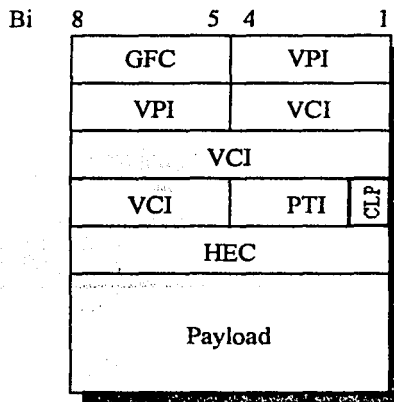 Bi 8 5 4 1
GFC VPI
VPI VCI
VCI
VCI PTI CLP
HEC
Payload